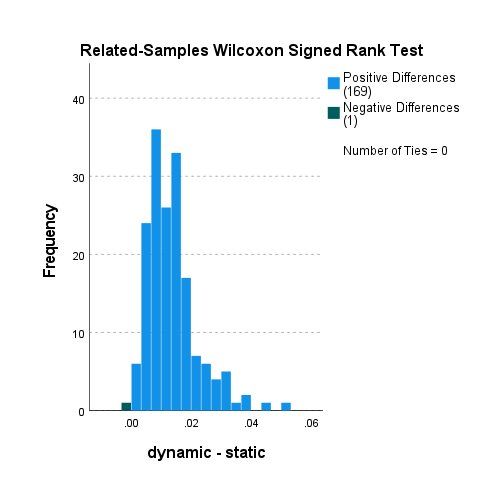 Related-Samples Wilcoxon Signed Rank Test
Positive Differences
(169)
Negative Differences
(1)
Number of Ties = 0
Frequency
40
30
20
10
0
.00 .02 .04 .06
dynamic - static